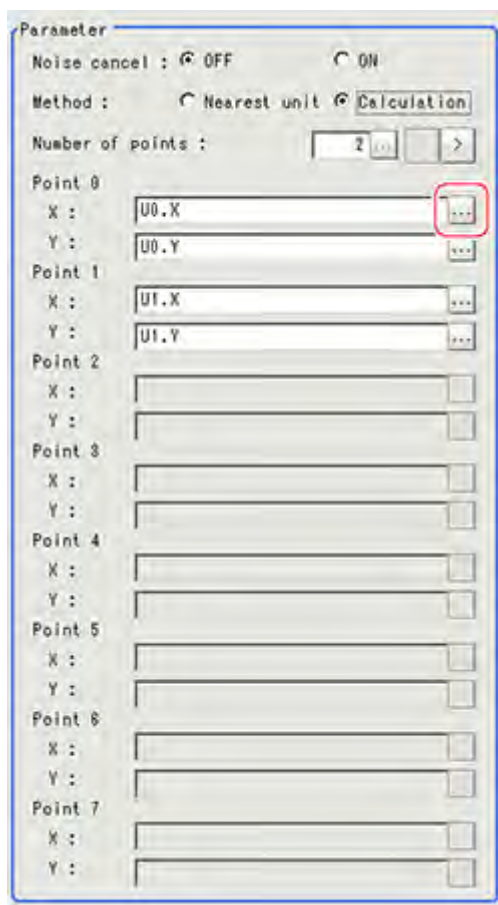 Parameter
Noise cancel : OFF ON
Method : Nearest unit Calculation
Number of points : 2 ... >
Point 0
X : U0.X ...
Y : U0.Y ...
Point 1
X : U1.X ...
Y : U1.Y ...
Point 2
X :
Y :
Point 3
X :
Y :
Point 4
X :
Y :
Point 5
X :
Y :
Point 6
X :
Y :
Point 7
X :
Y :